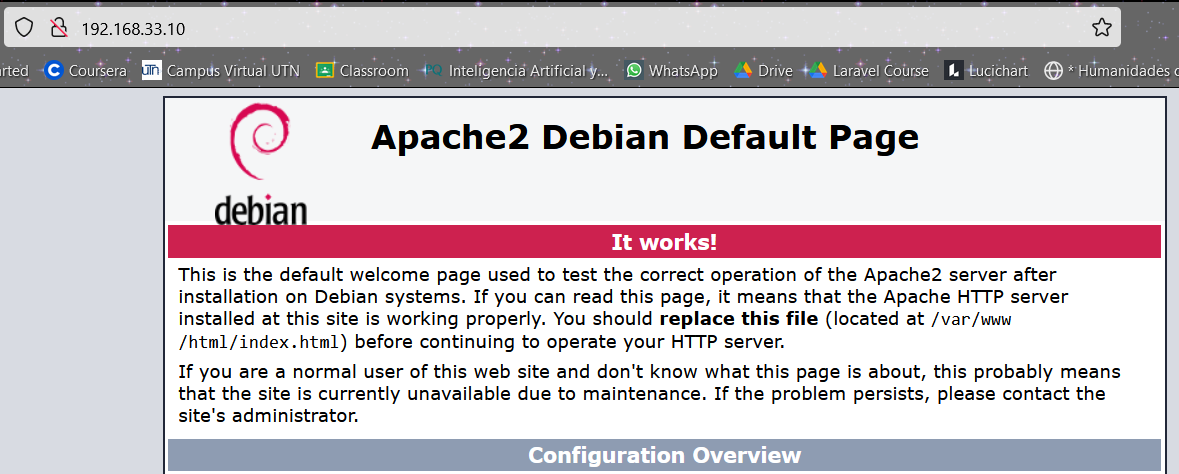 192.168.33.10
arted Coursera UTN Campus Virtual UTN Classroom PQ Inteligencia Artificial y... WhatsApp Drive Laravel Course L Lucichart * Humanidades c
debian
Apache2 Debian Default Page
It works!
This is the default welcome page used to test the correct operation of the Apache2 server after
installation on Debian systems. If you can read this page, it means that the Apache HTTP server
installed at this site is working properly. You should replace this file (located at /var/www
/html/index.html) before continuing to operate your HTTP server.
If you are a normal user of this web site and don't know what this page is about, this probably means
that the site is currently unavailable due to maintenance. If the problem persists, please contact the
site's administrator.
Configuration Overview